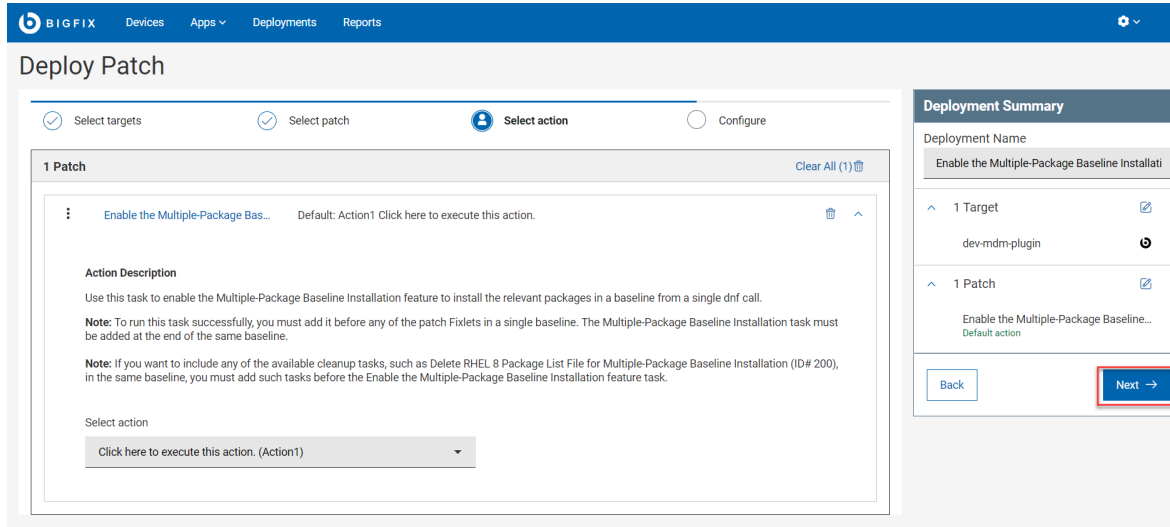 BIGFIX Devices Apps Deployments Reports
Deploy Patch
Select targets Select patch Select action Configure
1 Patch Clear All (1)
Enable the Multiple-Package Bas... Default: Action1 Click here to execute this action.
Action Description
Use this task to enable the Multiple-Package Baseline Installation feature to install the relevant packages in a baseline from a single dnf call.
Note: To run this task successfully, you must add it before any of the patch Fixlets in a single baseline. The Multiple-Package Baseline Installation task must
be added at the end of the same baseline.
Note: If you want to include any of the available cleanup tasks, such as Delete RHEL 8 Package List File for Multiple-Package Baseline Installation (ID# 200),
in the same baseline, you must add such tasks before the Enable the Multiple-Package Baseline Installation feature task.
Select action
Click here to execute this action. (Action1)
Deployment Summary
Deployment Name
Enable the Multiple-Package Baseline Installati
1 Target
dev-mdm-plugin
1 Patch
Enable the Multiple-Package Baseline...
Default action
Back Next →